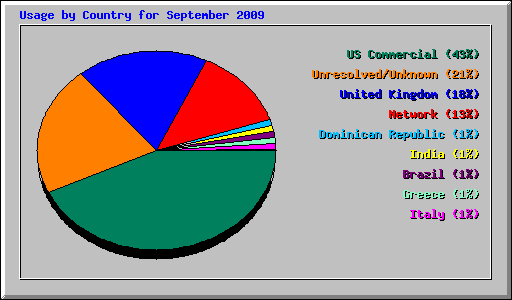 Usage by Country for September 2009
US Commercial (43%)
Unresolved/Unknown (21%)
United Kingdom (18%)
Network (13%)
Dominican Republic (1%)
India (1%)
Brazil (1%)
Greece (1%)
Italy (1%)